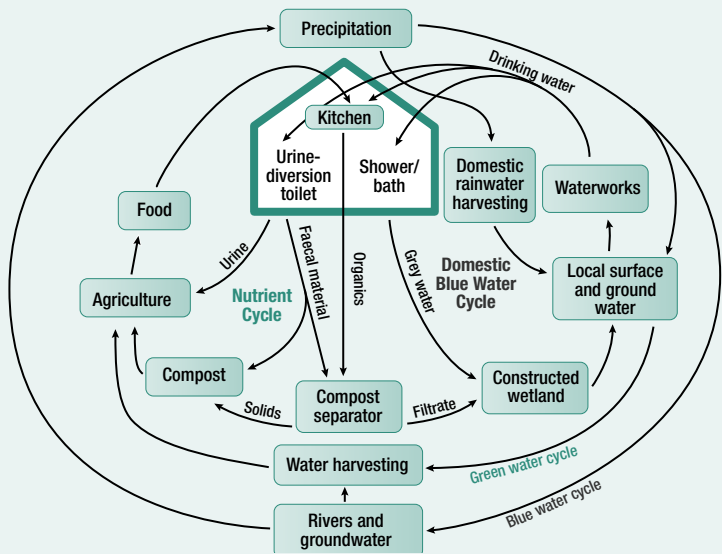 Precipitation
Drinking water
Kitchen
Urine-
diversion
toilet
Shower/
bath
Domestic
rainwater
harvesting
Waterworks
Food
Urine
Faecal material
Organics
Grey water
Nutrient
Cycle
Domestic
Blue Water
Cycle
Local surface
and ground
water
Agriculture
Compost
Solids
Compost
separator
Filtrate
Constructed
wetland
Water harvesting
Green water cycle
Blue water cycle
Rivers and
groundwater